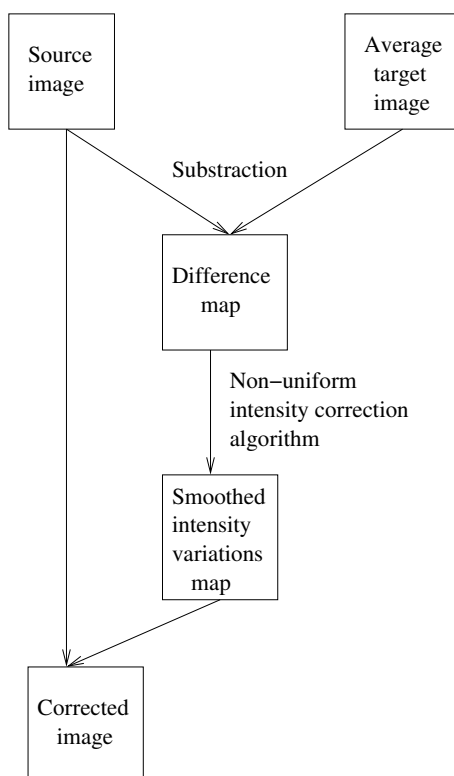 Source
image
Average
target
image
Substraction
Difference
map
Non−uniform
intensity correction
algorithm
Smoothed
intensity
variations
map
Corrected
image